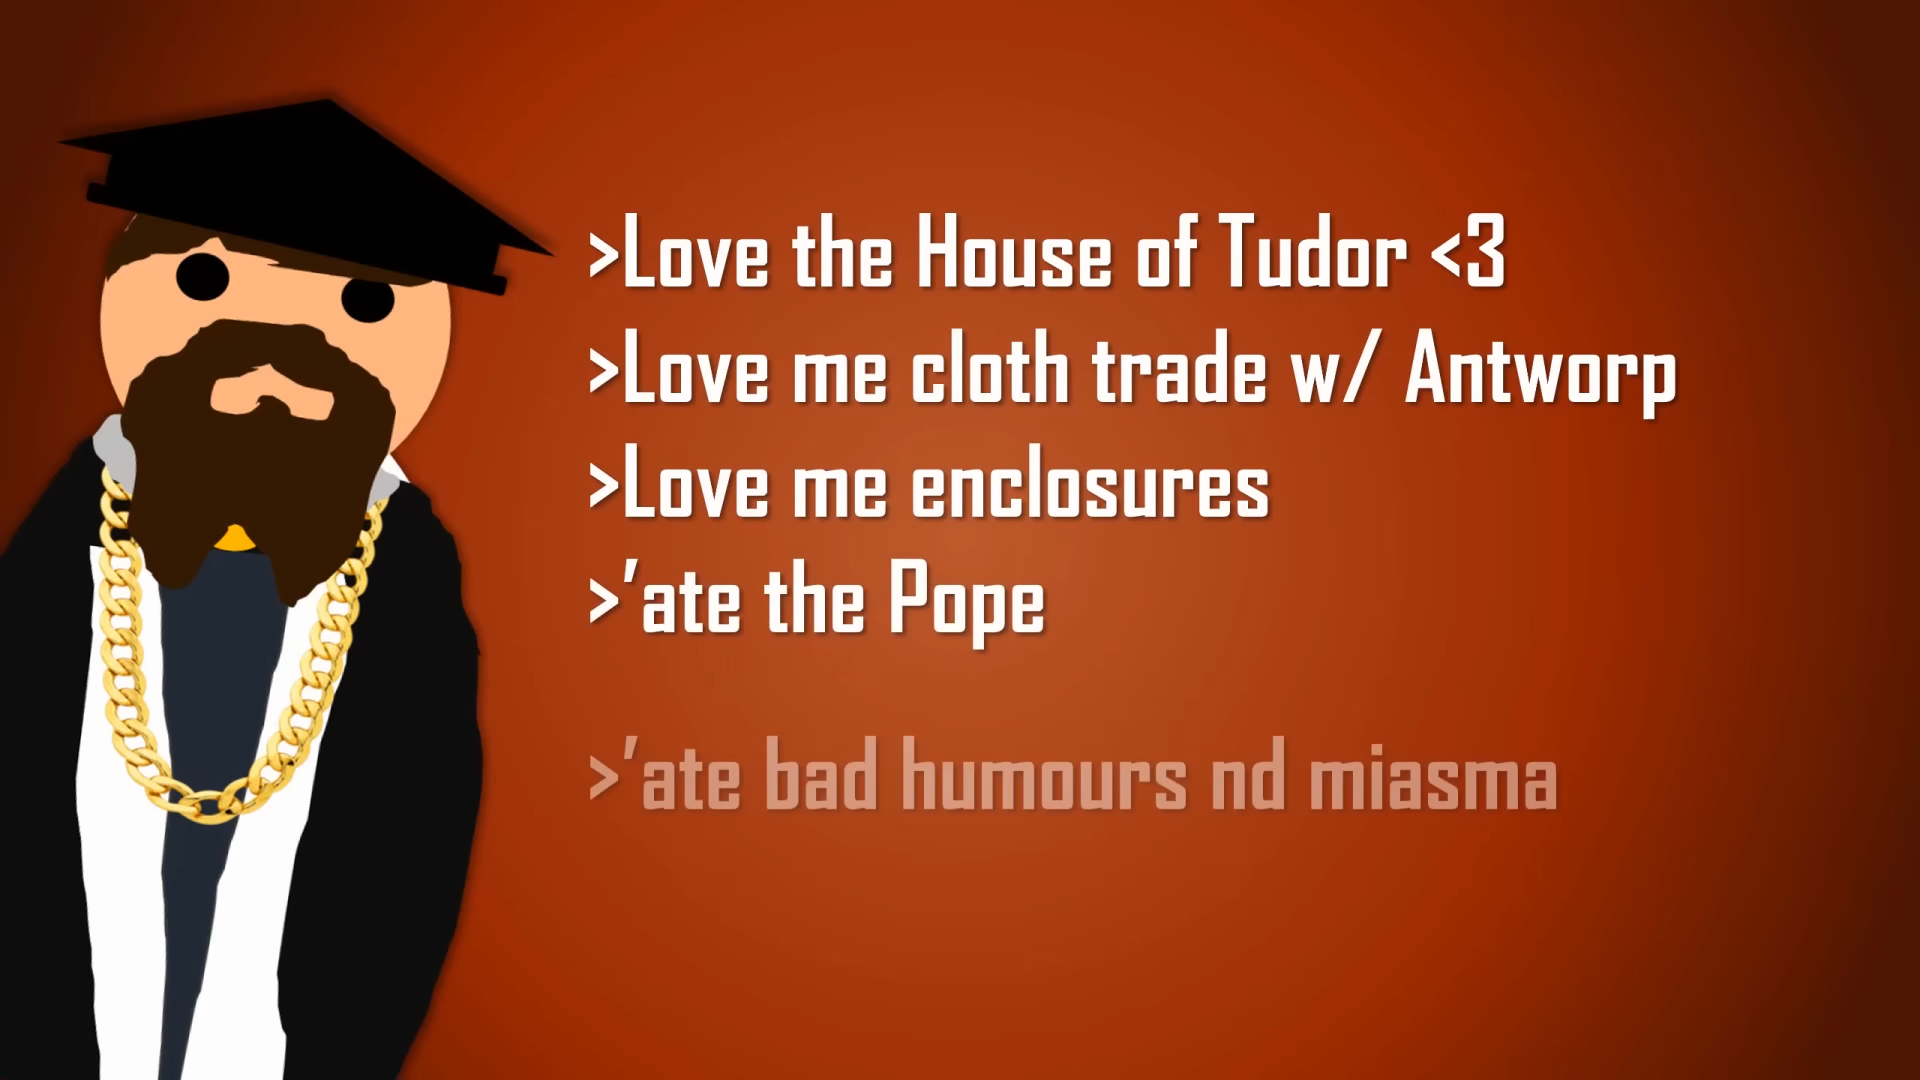 >Love the House of Tudor <3
>Love me cloth trade w/ Antworp
>Love me enclosures
>'ate the Pope
>'ate bad humours nd miasma